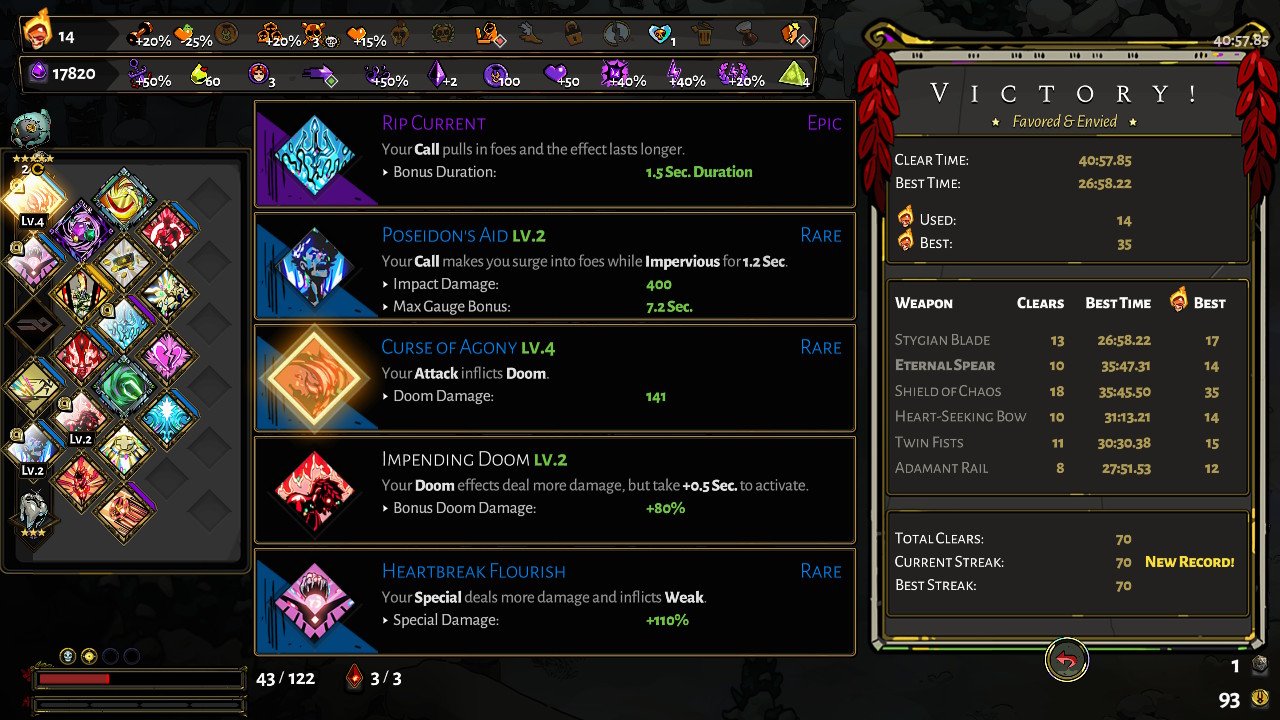 14
+20%
25%
+20%
3
+15%
1
17820
+50%
60
3
+50%
+2
100
+50
+40%
+40%
+20%
4
40:57.85
2
Lv.4
Lv.2
Lv.2
Rip Current Epic
Your Call pulls in foes and the effect lasts longer.
Bonus Duration: 1.5 Sec. Duration
Poseidon's Aid Lv.2 Rare
Your Call makes you surge into foes while Impervious for 1.2 Sec.
Impact Damage: 400
Max Gauge Bonus: 7.2 Sec.
Curse of Agony Lv.4 Rare
Your Attack inflicts Doom.
Doom Damage: 141
Impending Doom Lv.2
Your Doom effects deal more damage, but take +0.5 Sec. to activate.
Bonus Doom Damage: +80%
Heartbreak Flourish Rare
Your Special deals more damage and inflicts Weak.
Special Damage: +110%
43 / 122
3 / 3
Victory!
Favored & Envied
Clear Time: 40:57.85
Best Time: 26:58.22
Used: 14
Best: 35
Weapon Clears Best Time Best
Stygian Blade 13 26:58.22 17
Eternal Spear 10 35:47.31 14
Shield of Chaos 18 35:45.50 35
Heart-Seeking Bow 10 31:13.21 14
Twin Fists 11 30:30.38 15
Adamant Rail 8 27:51.53 12
Total Clears: 70
Current Streak: 70 New Record!
Best Streak: 70
1
93